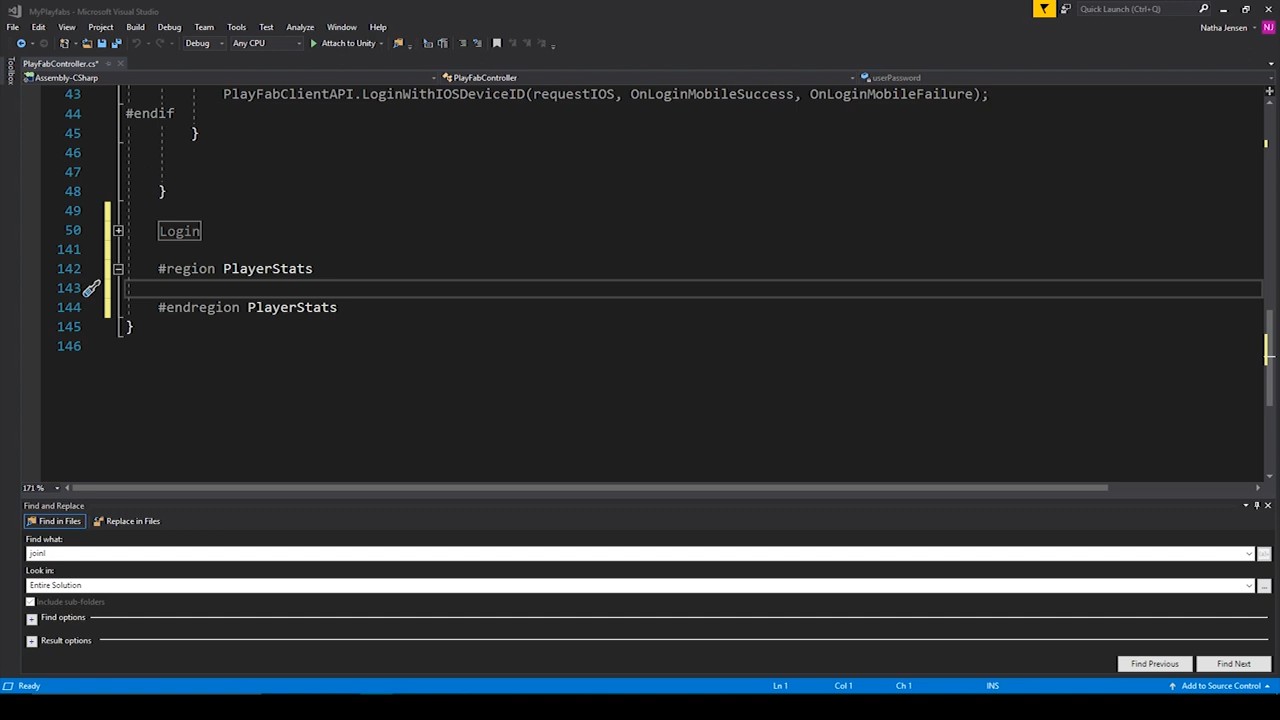 MyPlayfabs - Microsoft Visual Studio
Quick Launch (Ctrl+Q)
File Edit View Project Build Debug Team Tools Test Analyze Window Help
Natha Jensen NJ
Debug Any CPU Attach to Unity
Toolbox
PlayFabController.cs*
Assembly-CSharp PlayFabController userPassword
43 PlayFabClientAPI.LoginWithIOSDeviceID(requestIOS, OnLoginMobileSuccess, OnLoginMobileFailure);
44 #endif
45 }
46
47
48 }
49
50 Login
141
142 #region PlayerStats
143
144 #endregion PlayerStats
145 }
146
171 %
Find and Replace
Find in Files Replace in Files
Find what:
joinl
Look in:
Entire Solution
...
Include sub-folders
Find options
Result options
Find Previous Find Next
Ready Ln 1 Col 1 Ch 1 INS Add to Source Control